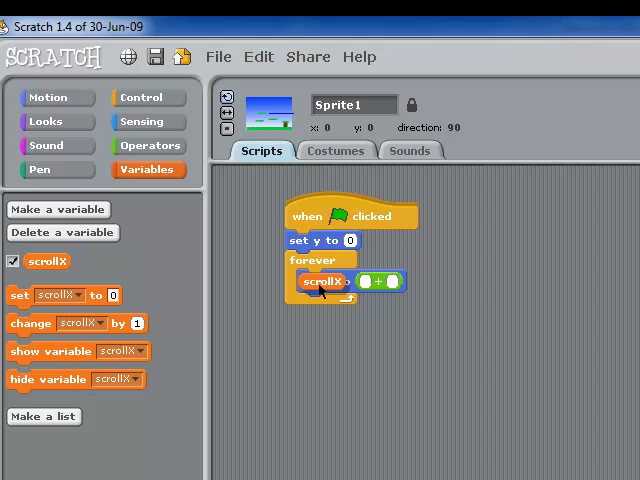 Scratch 1.4 of 30-Jun-09
SCRATCH File Edit Share Help
Motion Control
Looks Sensing
Sound Operators
Pen Variables
Sprite1
x: 0 y: 0 direction: 90
Scripts Costumes Sounds
Make a variable
Delete a variable
scrollX
set scrollX to 0
change scrollX by 1
show variable scrollX
hide variable scrollX
Make a list
when clicked
set y to 0
forever
scrollX +